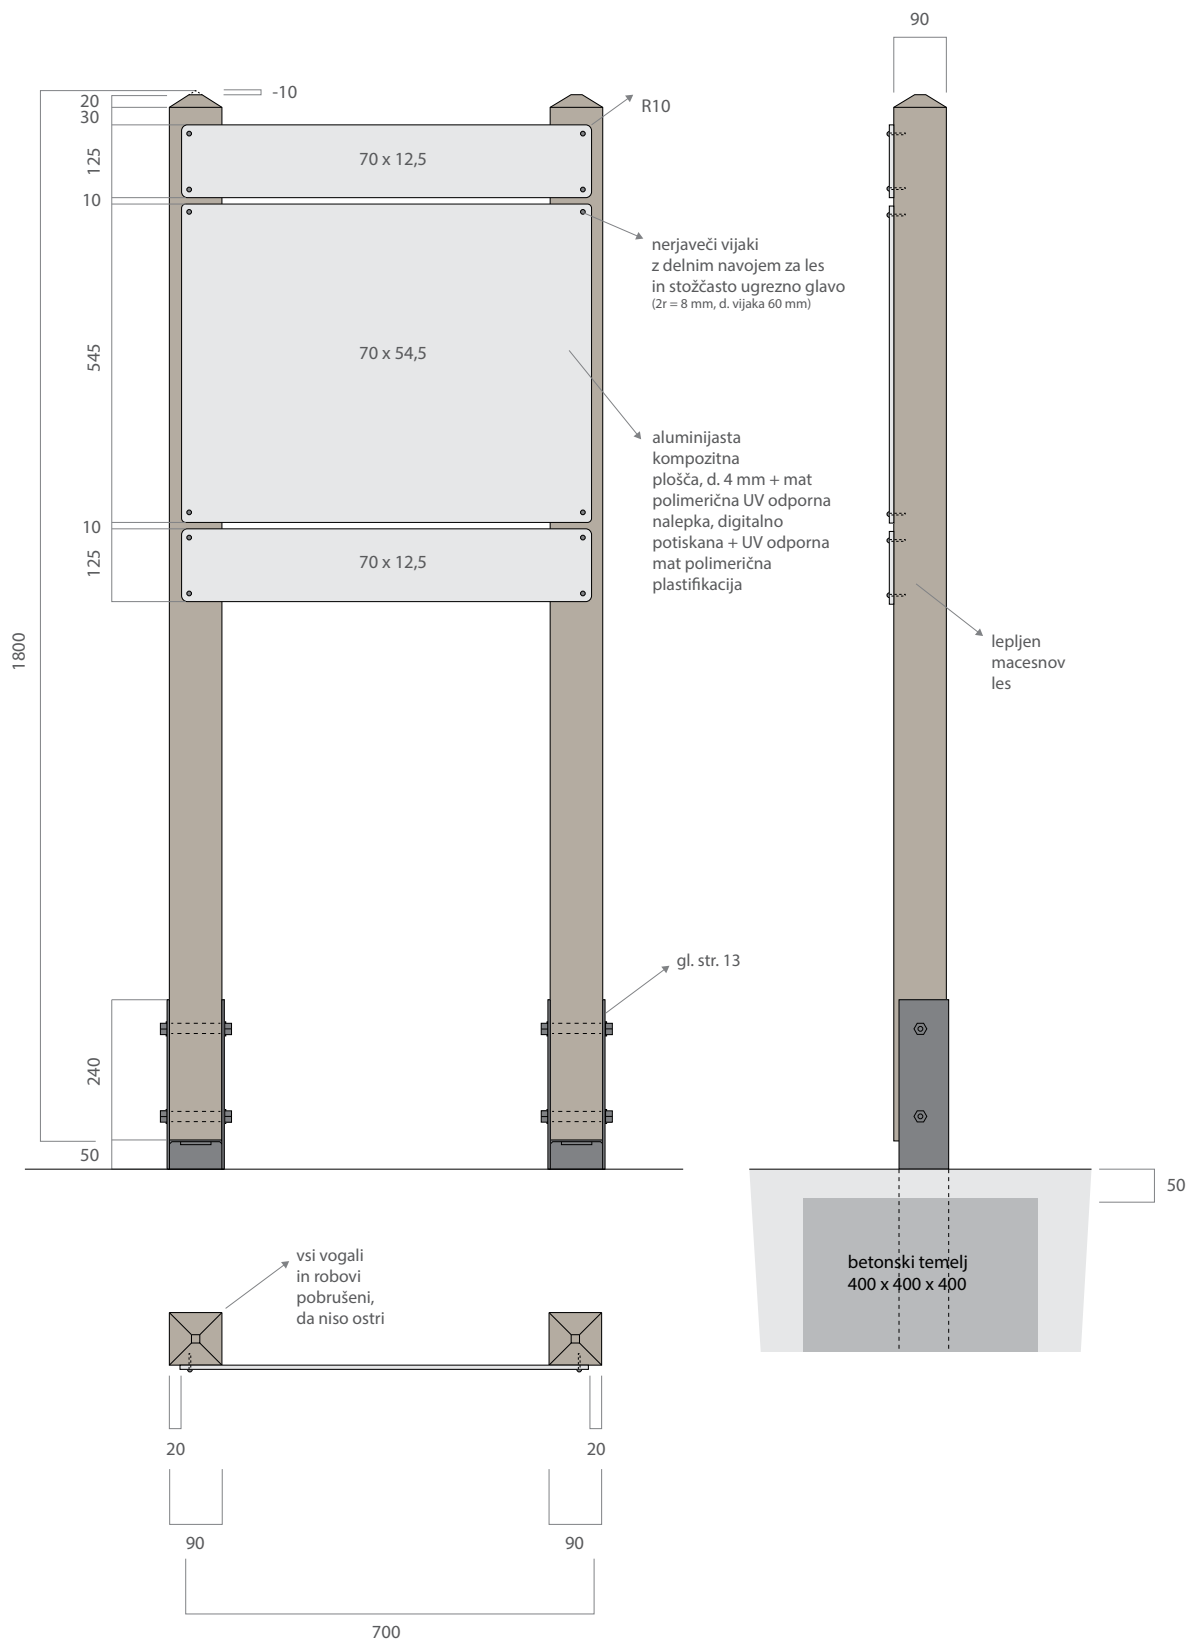 90
-10
20
30
R10
125
70 x 12,5
10
nerjaveči vijaki
z delnim navojem za les
in stožčasto ugrezno glavo
(2r = 8 mm, d. vijaka 60 mm)
545
70 x 54,5
aluminijasta
kompozitna
plošča, d. 4 mm + mat
polimerična UV odporna
nalepka, digitalno
potiskana + UV odporna
mat polimerična
plastifikacija
10
125
70 x 12,5
1800
lepljen
macesnov
les
gl. str. 13
240
50
50
betonski temelj
400 x 400 x 400
vsi vogali
in robovi
pobrušeni,
da niso ostri
20
20
90
90
700